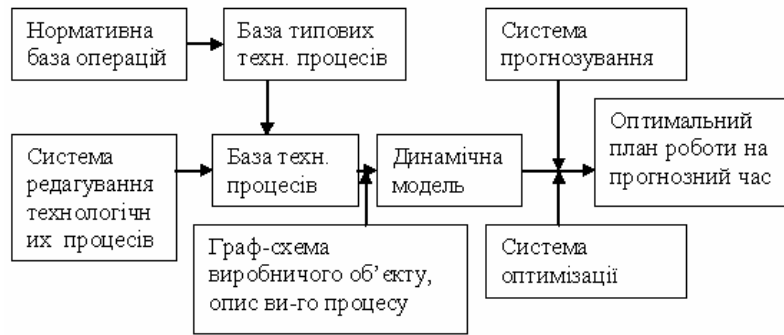 Нормативна
база операцій
База типових
техн. процесів
Система
прогнозування
Оптимальний
план роботи на
прогнозний час
Система
редагування
технологічн
их процесів
База техн.
процесів
Динамічна
модель
Граф-схема
виробничого об’єкту,
опис ви-го процесу
Система
оптимізації